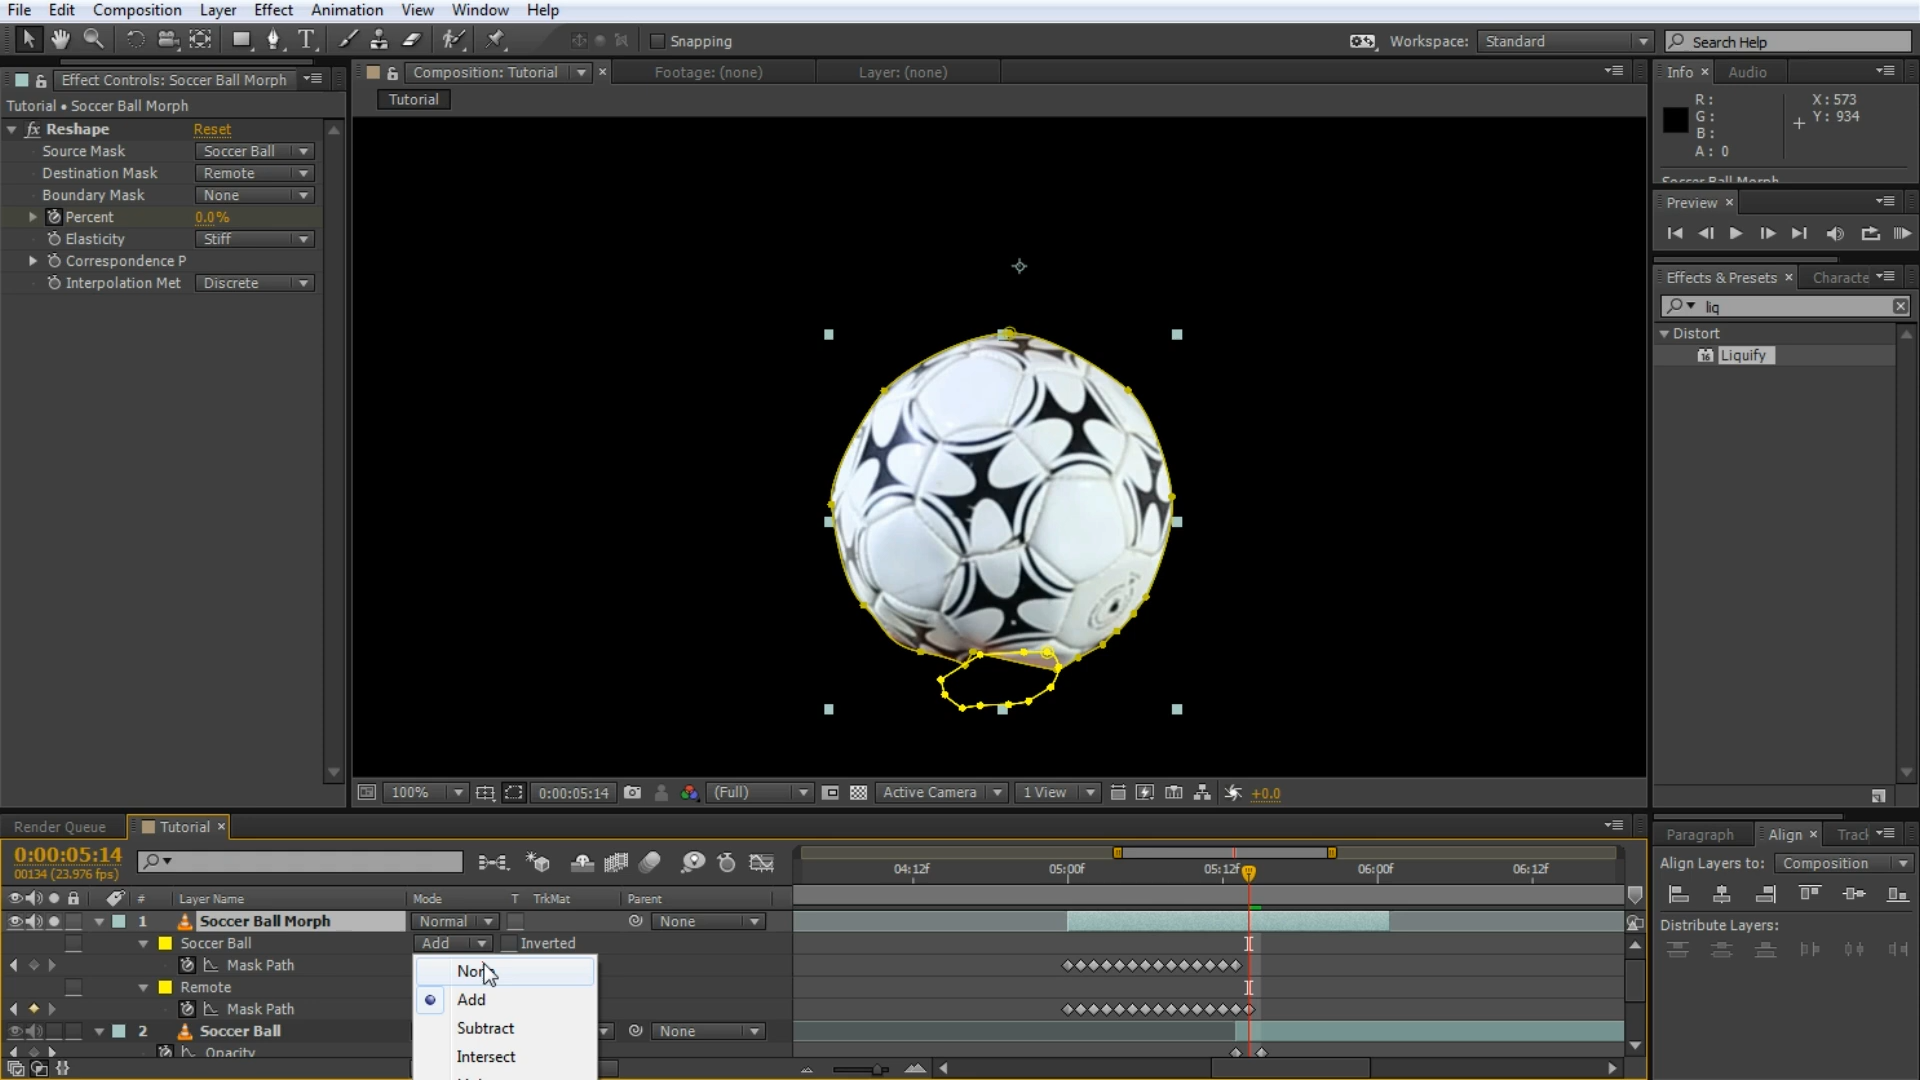 File Edit Composition Layer Effect Animation View Window Help
Snapping
Workspace: Standard
Search Help
Effect Controls: Soccer Ball Morph
Tutorial • Soccer Ball Morph
fx Reshape Reset
Source Mask Soccer Ball
Destination Mask Remote
Boundary Mask None
Percent 0.0%
Elasticity Stiff
Correspondence P
Interpolation Met Discrete
Composition: Tutorial Footage: (none) Layer: (none)
Tutorial
100% 0:00:05:14 (Full) Active Camera 1 View +0.0
Info Audio
R: X: 573
G: Y: 934
B:
A: 0
Soccer Ball Morph
Preview
Effects & Presets Characte
liq
Distort
16 Liquify
Render Queue Tutorial
0:00:05:14
00134 (23.976 fps)
04:12f 05:00f 05:12f 06:00f 06:12f
# Layer Name Mode T TrkMat Parent
1 Soccer Ball Morph Normal None
Soccer Ball Add Inverted
Mask Path
Remote
Mask Path
2 Soccer Ball None
Opacity
Add
Subtract
Intersect
Paragraph Align Track
Align Layers to: Composition
Distribute Layers: